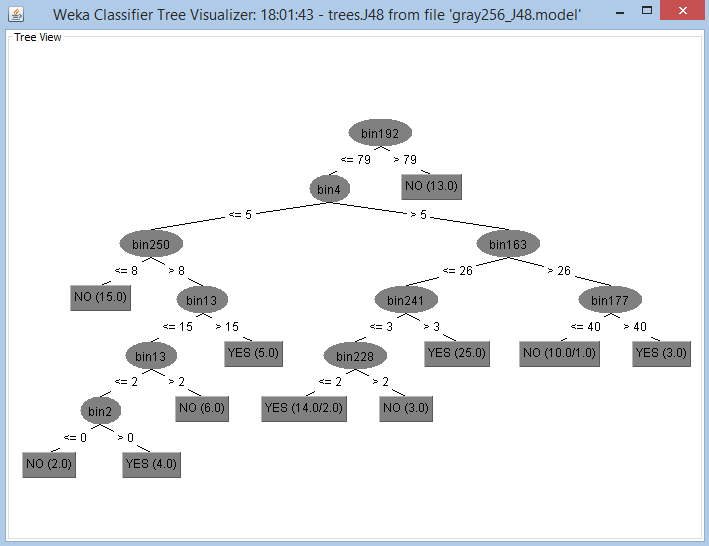 Weka Classifier Tree Visualizer: 18:01:43 - trees.J48 from file 'gray256_J48.model'
Tree View
bin192
<= 79 > 79
bin4 NO (13.0)
<= 5 > 5
bin250 bin163
<= 8 > 8 <= 26 > 26
NO (15.0) bin13 bin241 bin177
<= 15 > 15 <= 3 > 3 <= 40 > 40
bin13 YES (5.0) bin228 YES (25.0) NO (10.0/1.0) YES (3.0)
<= 2 > 2 <= 2 > 2
bin2 NO (6.0) YES (14.0/2.0) NO (3.0)
<= 0 > 0
NO (2.0) YES (4.0)